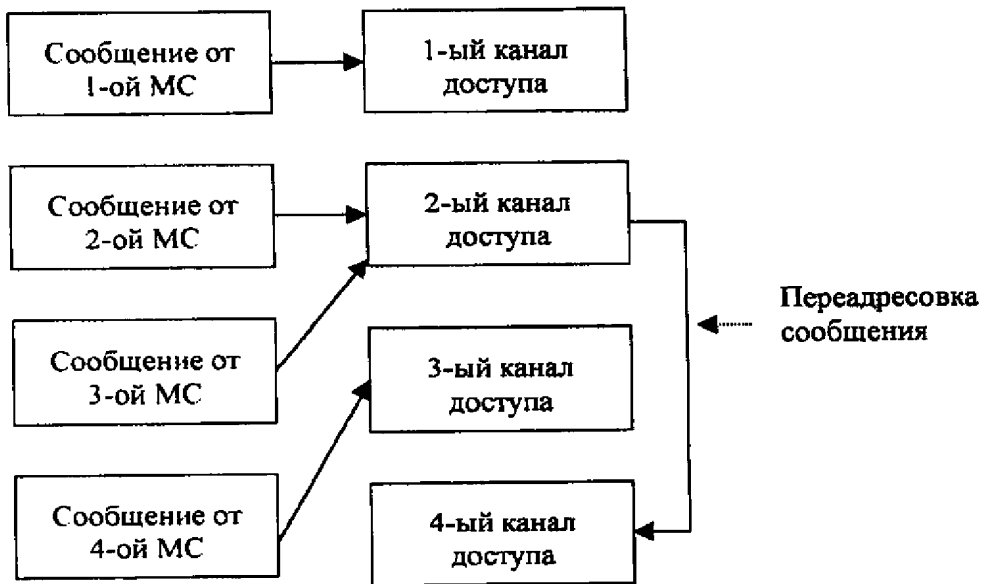 Сообщение от
1-ой МС
1-ый канал
доступа
Сообщение от
2-ой МС
2-ый канал
доступа
Переадресовка
сообщения
Сообщение от
3-ой МС
3-ый канал
доступа
Сообщение от
4-ой МС
4-ый канал
доступа